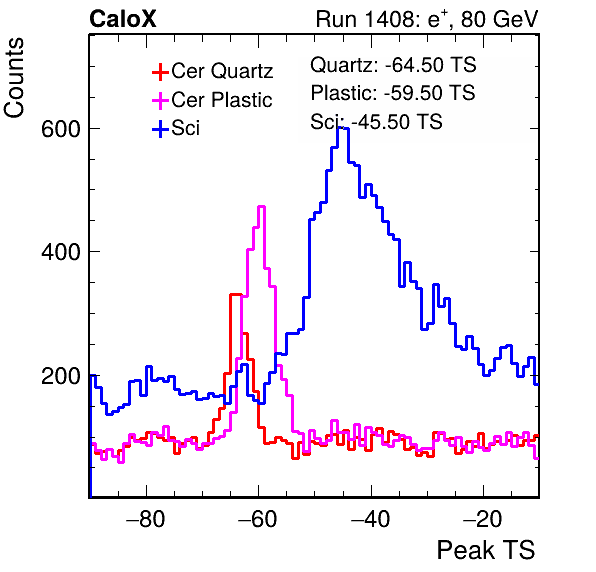 CaloX Run 1408: e⁺, 80 GeV
Counts
Cer Quartz
Cer Plastic
Sci
Quartz: -64.50 TS
Plastic: -59.50 TS
Sci: -45.50 TS
600
400
200
−80 −60 −40 −20
Peak TS